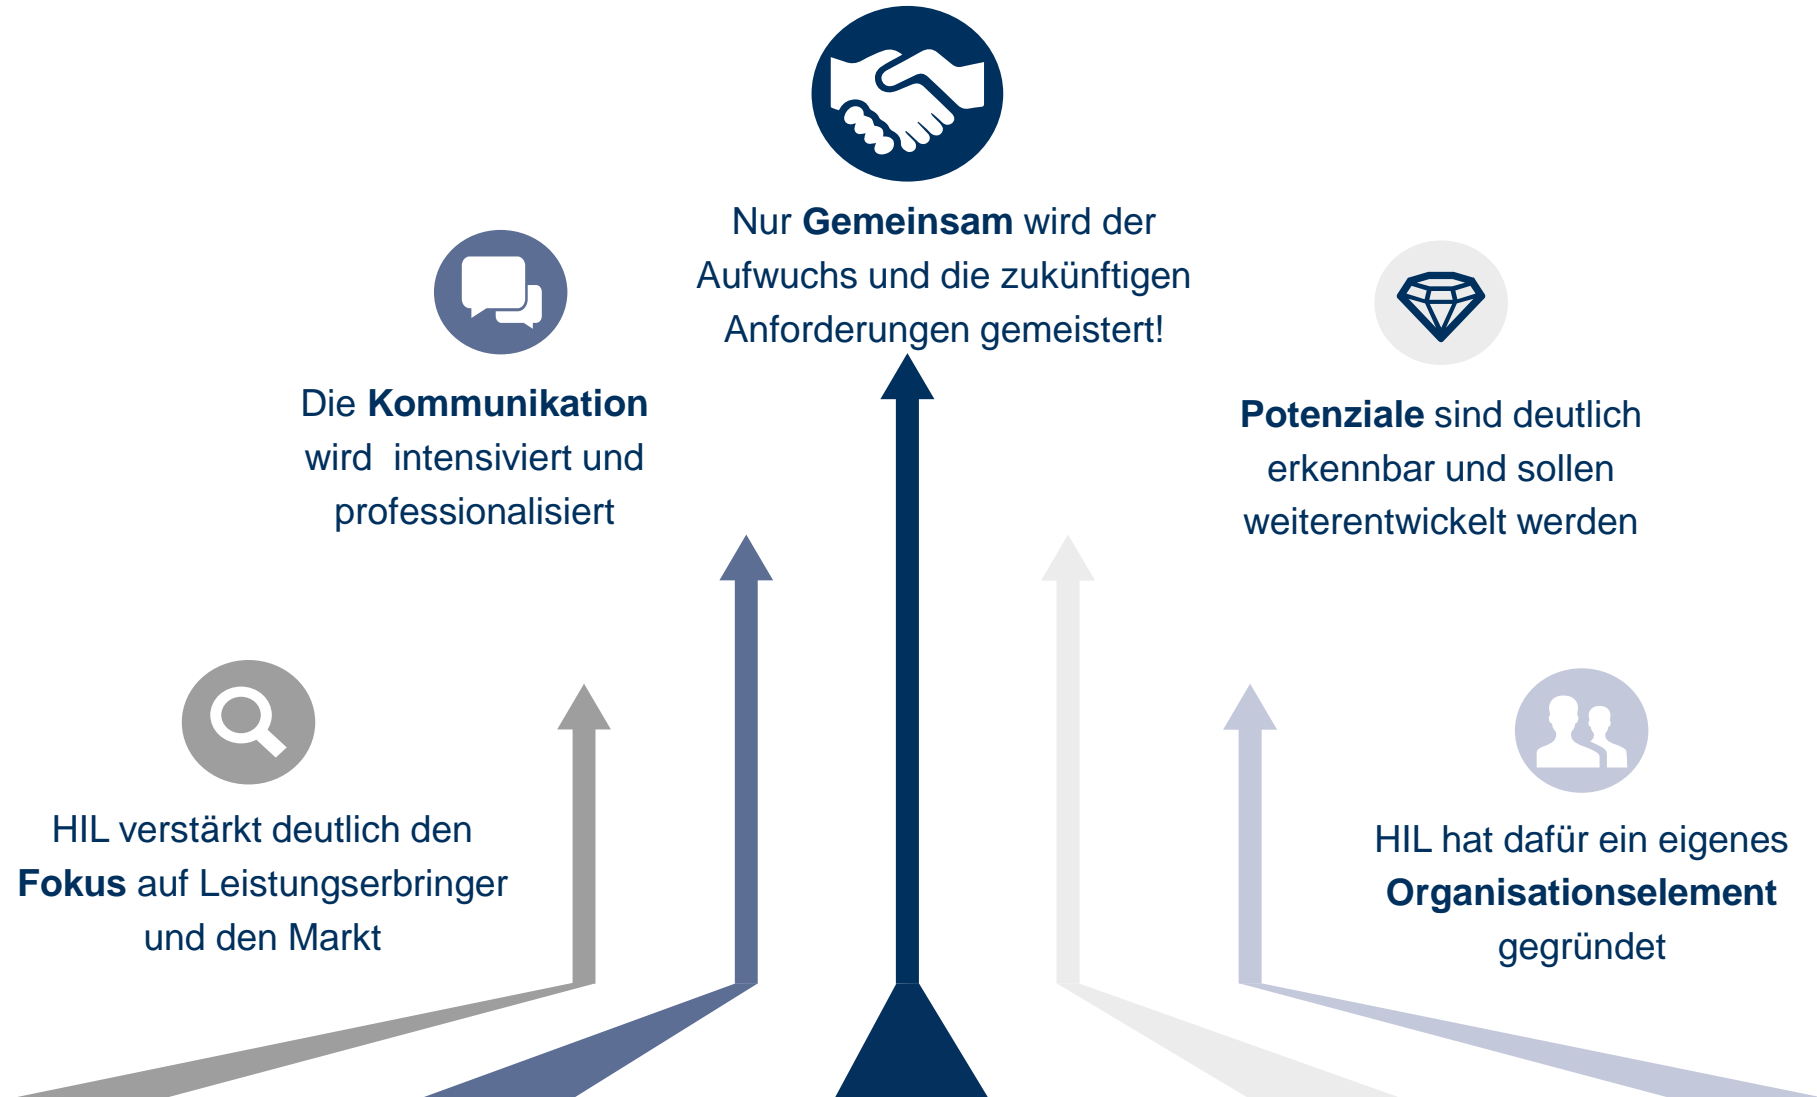 Nur Gemeinsam wird der
Aufwuchs und die zukünftigen
Anforderungen gemeistert!
Die Kommunikation
wird  intensiviert und
professionalisiert
Potenziale sind deutlich
erkennbar und sollen
weiterentwickelt werden
HIL verstärkt deutlich den
Fokus auf Leistungserbringer
und den Markt
HIL hat dafür ein eigenes
Organisationselement
gegründet